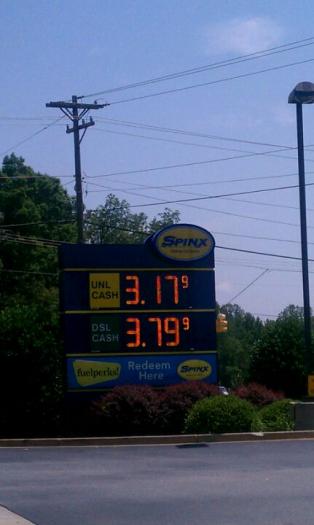 SPINX
UNL
CASH
3.17⁹
DSL
CASH
3.79⁹
fuelperks!
Redeem
Here
SPINX